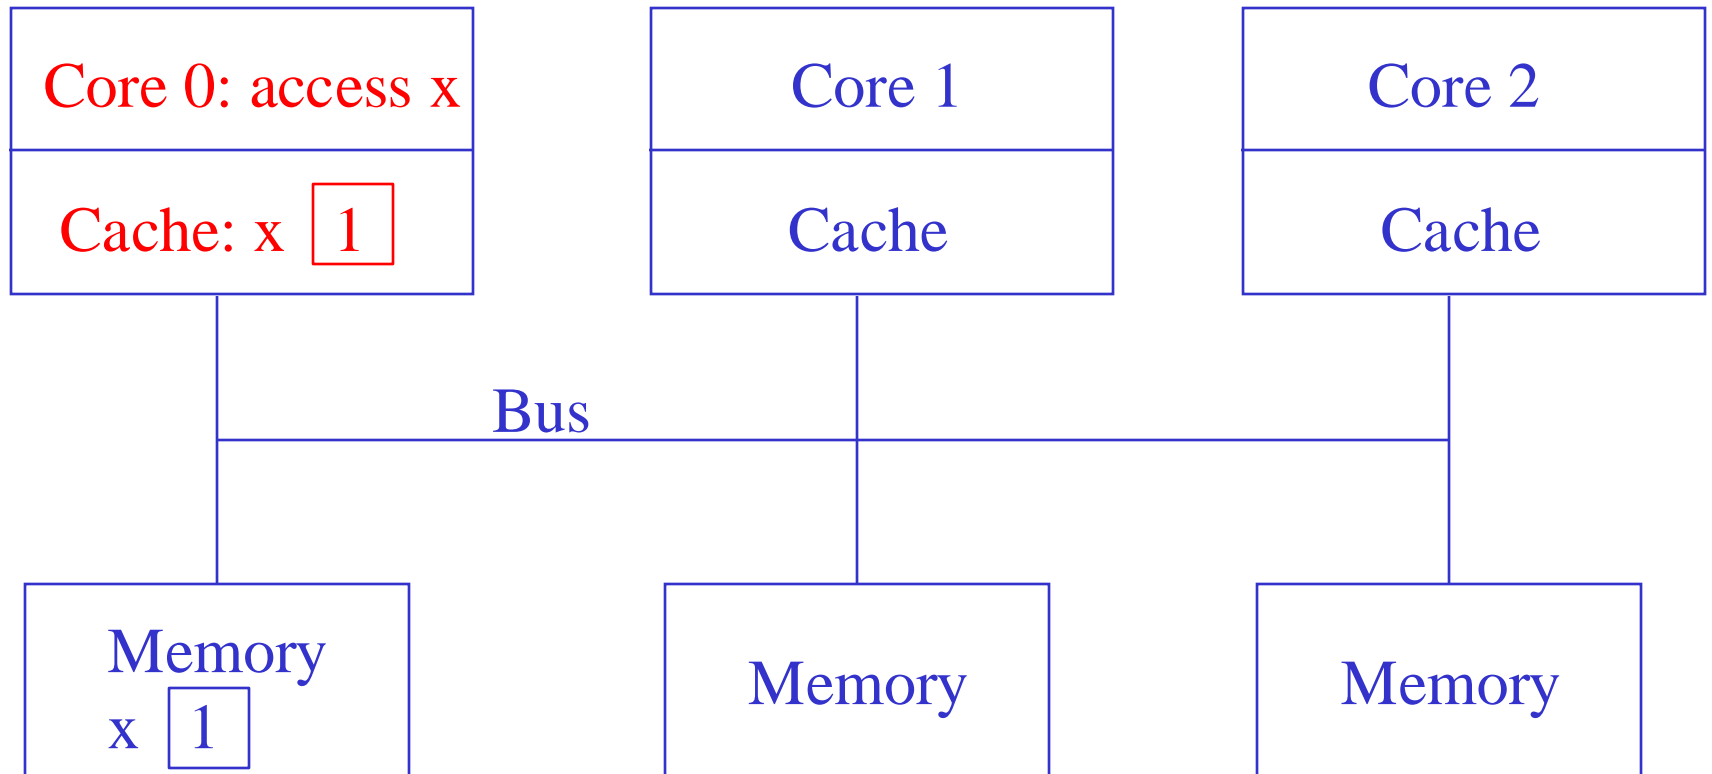 Core 0: access x
Core 1
Core 2
Cache: x 1
Cache
Cache
Bus
Memory
x 1
Memory
Memory